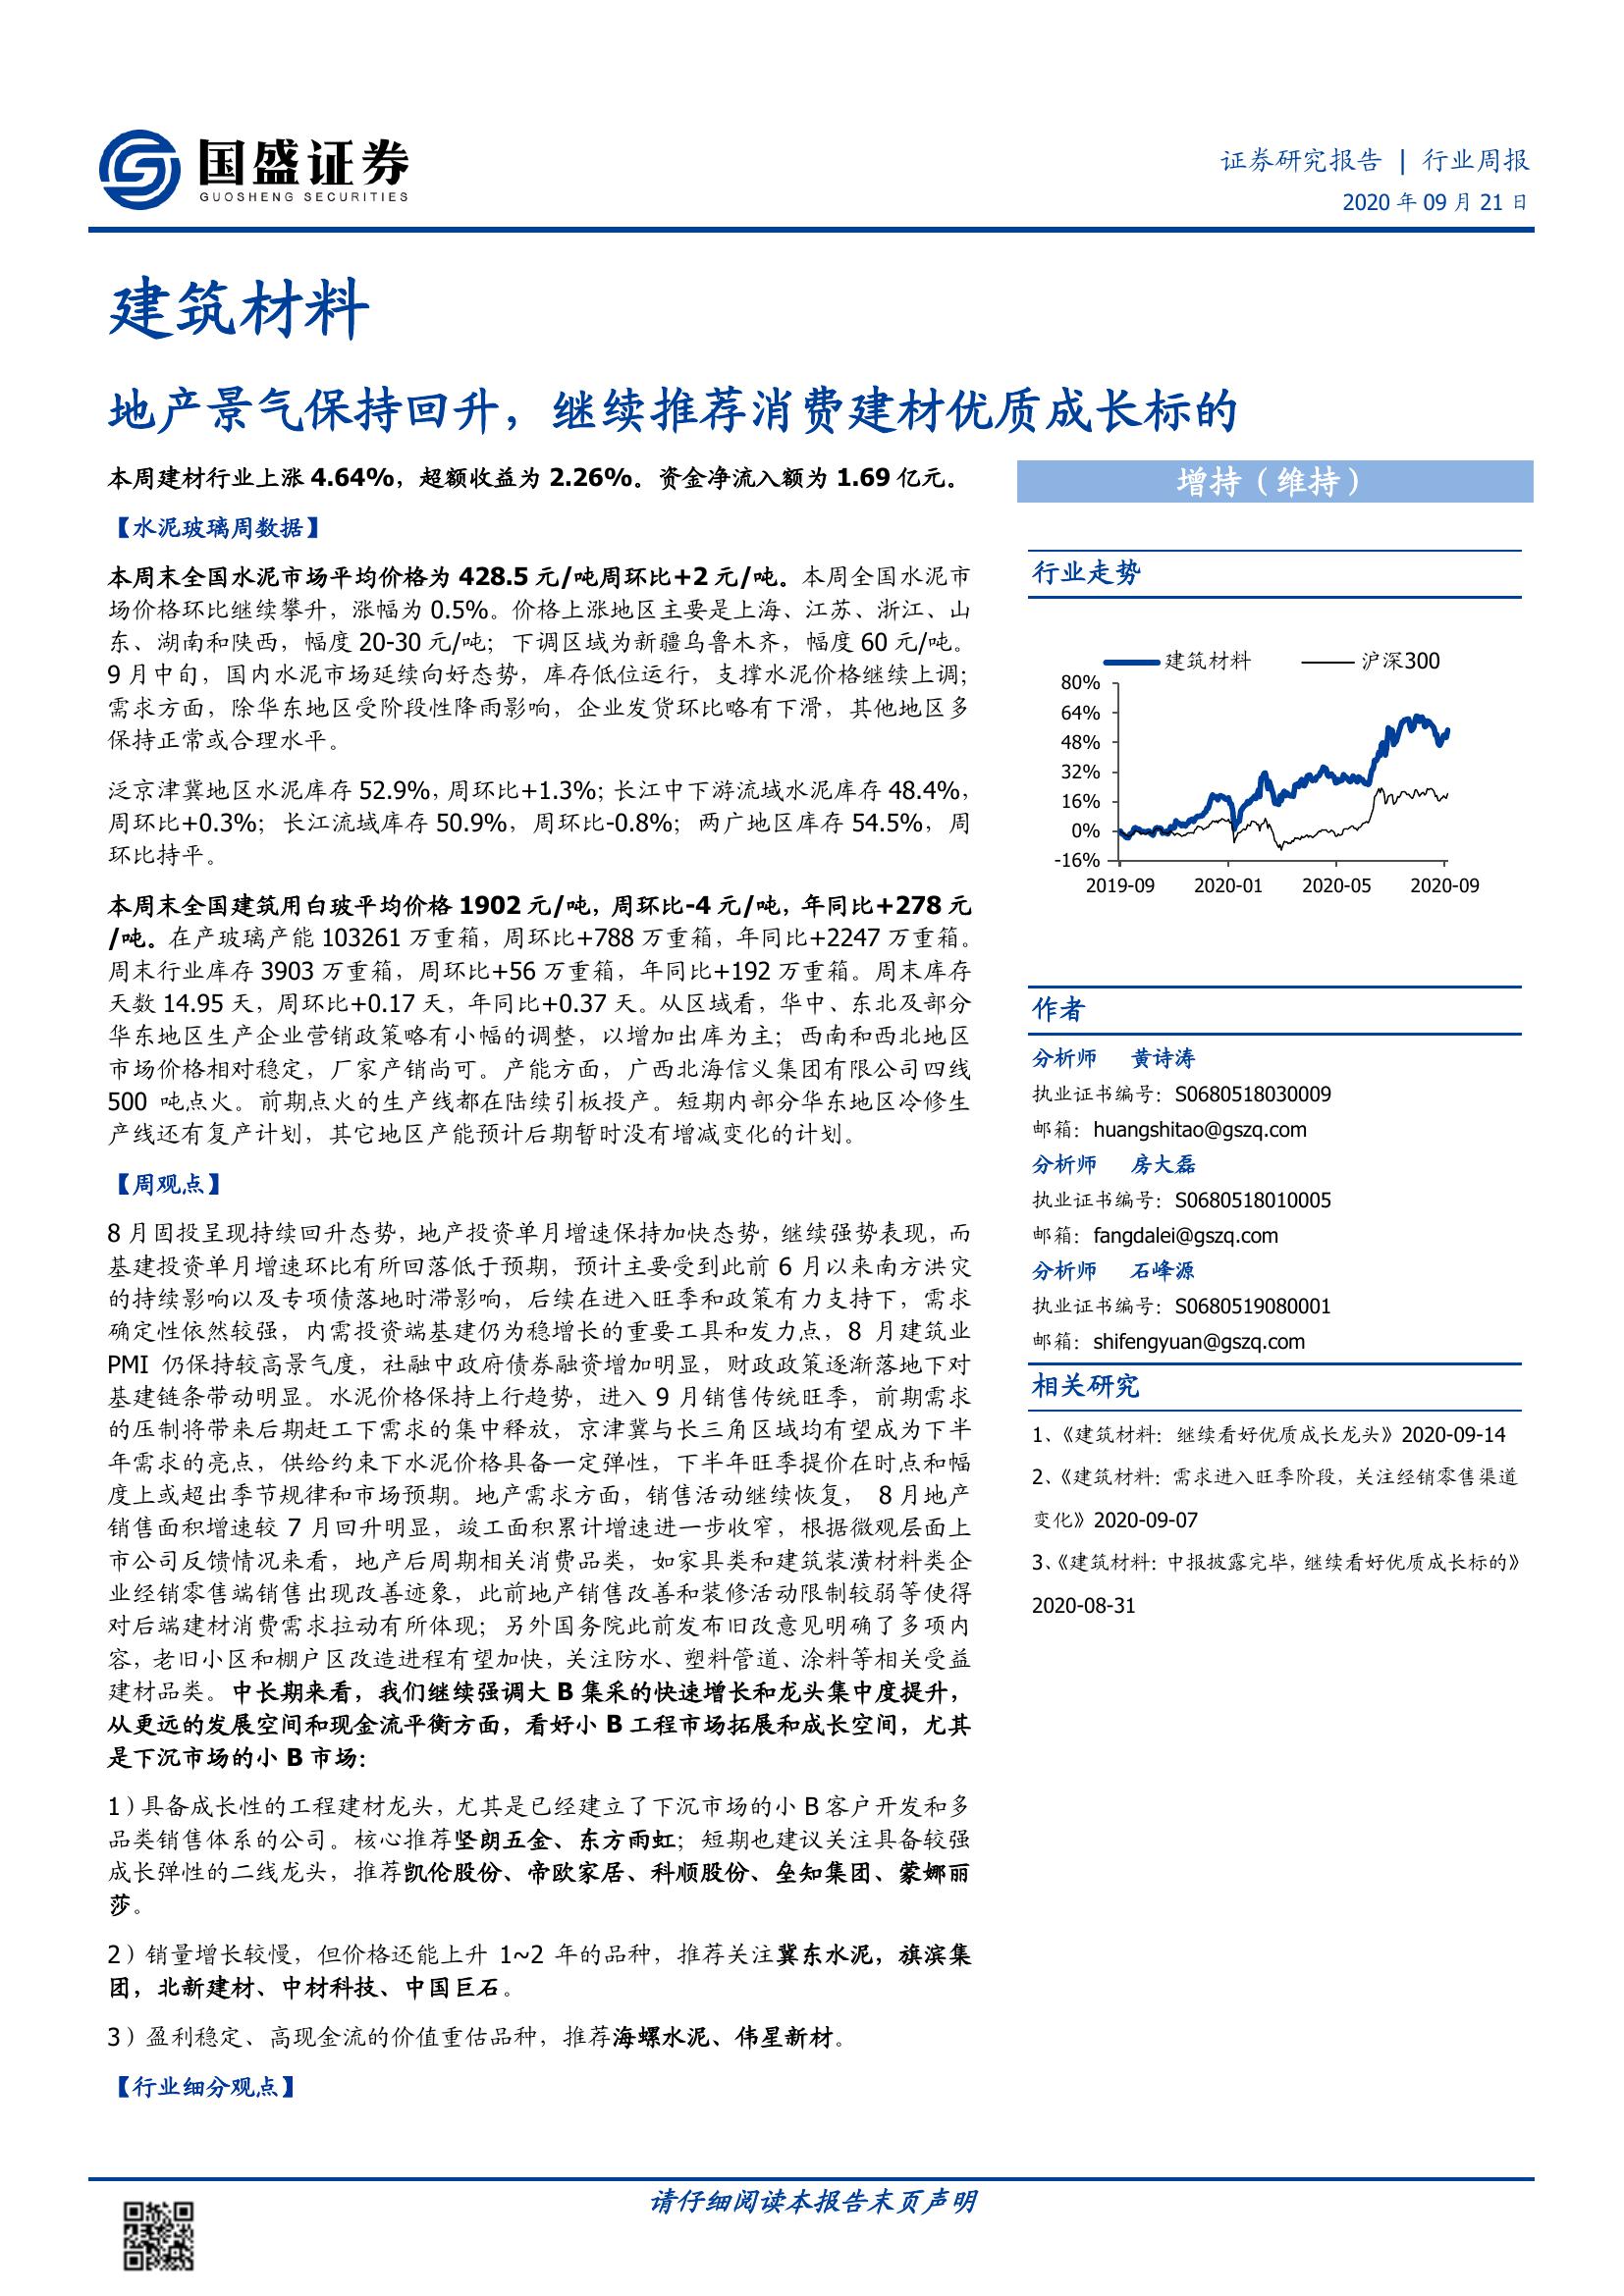 国盛证券
GUOSHENG SECURITIES
证券研究报告 | 行业周报
2020 年 09 月 21 日
建筑材料
地产景气保持回升，继续推荐消费建材优质成长标的
本周建材行业上涨 4.64%，超额收益为 2.26%。资金净流入额为 1.69 亿元。
【水泥玻璃周数据】
本周末全国水泥市场平均价格为 428.5 元/吨周环比+2 元/吨。本周全国水泥市
场价格环比继续攀升，涨幅为 0.5%。价格上涨地区主要是上海、江苏、浙江、山
东、湖南和陕西，幅度 20-30 元/吨；下调区域为新疆乌鲁木齐，幅度 60 元/吨。
9 月中旬，国内水泥市场延续向好态势，库存低位运行，支撑水泥价格继续上调；
需求方面，除华东地区受阶段性降雨影响，企业发货环比略有下滑，其他地区多
保持正常或合理水平。
泛京津冀地区水泥库存 52.9%，周环比+1.3%；长江中下游流域水泥库存 48.4%，
周环比+0.3%；长江流域库存 50.9%，周环比-0.8%；两广地区库存 54.5%，周
环比持平。
本周末全国建筑用白玻平均价格 1902 元/吨，周环比-4 元/吨，年同比+278 元
/吨。在产玻璃产能 103261 万重箱，周环比+788 万重箱，年同比+2247 万重箱。
周末行业库存 3903 万重箱，周环比+56 万重箱，年同比+192 万重箱。周末库存
天数 14.95 天，周环比+0.17 天，年同比+0.37 天。从区域看，华中、东北及部分
华东地区生产企业营销政策略有小幅的调整，以增加出库为主；西南和西北地区
市场价格相对稳定，厂家产销尚可。产能方面，广西北海信义集团有限公司四线
500 吨点火。前期点火的生产线都在陆续引板投产。短期内部分华东地区冷修生
产线还有复产计划，其它地区产能预计后期暂时没有增减变化的计划。
【周观点】
8 月固投呈现持续回升态势，地产投资单月增速保持加快态势，继续强势表现，而
基建投资单月增速环比有所回落低于预期，预计主要受到此前 6 月以来南方洪灾
的持续影响以及专项债落地时滞影响，后续在进入旺季和政策有力支持下，需求
确定性依然较强，内需投资端基建仍为稳增长的重要工具和发力点，8 月建筑业
PMI 仍保持较高景气度，社融中政府债券融资增加明显，财政政策逐渐落地下对
基建链条带动明显。水泥价格保持上行趋势，进入 9 月销售传统旺季，前期需求
的压制将带来后期赶工下需求的集中释放，京津冀与长三角区域均有望成为下半
年需求的亮点，供给约束下水泥价格具备一定弹性，下半年旺季提价在时点和幅
度上或超出季节规律和市场预期。地产需求方面，销售活动继续恢复， 8 月地产
销售面积增速较 7 月回升明显，竣工面积累计增速进一步收窄，根据微观层面上
市公司反馈情况来看，地产后周期相关消费品类，如家具类和建筑装潢材料类企
业经销零售端销售出现改善迹象，此前地产销售改善和装修活动限制较弱等使得
对后端建材消费需求拉动有所体现；另外国务院此前发布旧改意见明确了多项内
容，老旧小区和棚户区改造进程有望加快，关注防水、塑料管道、涂料等相关受益
建材品类。中长期来看，我们继续强调大 B 集采的快速增长和龙头集中度提升，
从更远的发展空间和现金流平衡方面，看好小 B 工程市场拓展和成长空间，尤其
是下沉市场的小 B 市场：
1）具备成长性的工程建材龙头，尤其是已经建立了下沉市场的小 B 客户开发和多
品类销售体系的公司。核心推荐坚朗五金、东方雨虹；短期也建议关注具备较强
成长弹性的二线龙头，推荐凯伦股份、帝欧家居、科顺股份、垒知集团、蒙娜丽
莎。
2）销量增长较慢，但价格还能上升 1~2 年的品种，推荐关注冀东水泥，旗滨集
团，北新建材、中材科技、中国巨石。
3）盈利稳定、高现金流的价值重估品种，推荐海螺水泥、伟星新材。
【行业细分观点】
增持（维持）
行业走势
建筑材料 沪深300
80%
64%
48%
32%
16%
0%
-16%
2019-09 2020-01 2020-05 2020-09
作者
分析师 黄诗涛
执业证书编号：S0680518030009
邮箱：huangshitao@gszq.com
分析师 房大磊
执业证书编号：S0680518010005
邮箱：fangdalei@gszq.com
分析师 石峰源
执业证书编号：S0680519080001
邮箱：shifengyuan@gszq.com
相关研究
1、《建筑材料：继续看好优质成长龙头》2020-09-14
2、《建筑材料：需求进入旺季阶段，关注经销零售渠道
变化》2020-09-07
3、《建筑材料：中报披露完毕，继续看好优质成长标的》
2020-08-31
请仔细阅读本报告末页声明